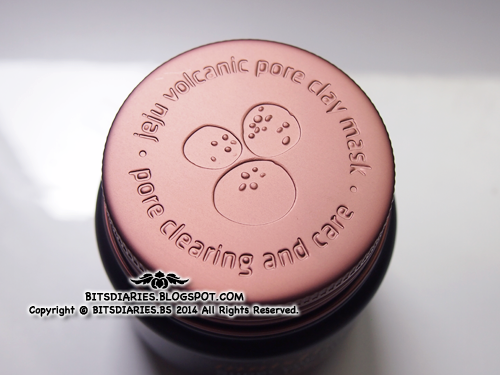 jeju volcanic pore clay mask
pore clearing and care
BITSDIARIES.BLOGSPOT.COM
Copyright © BITSDIARIES.BS 2014 All Rights Reserved.